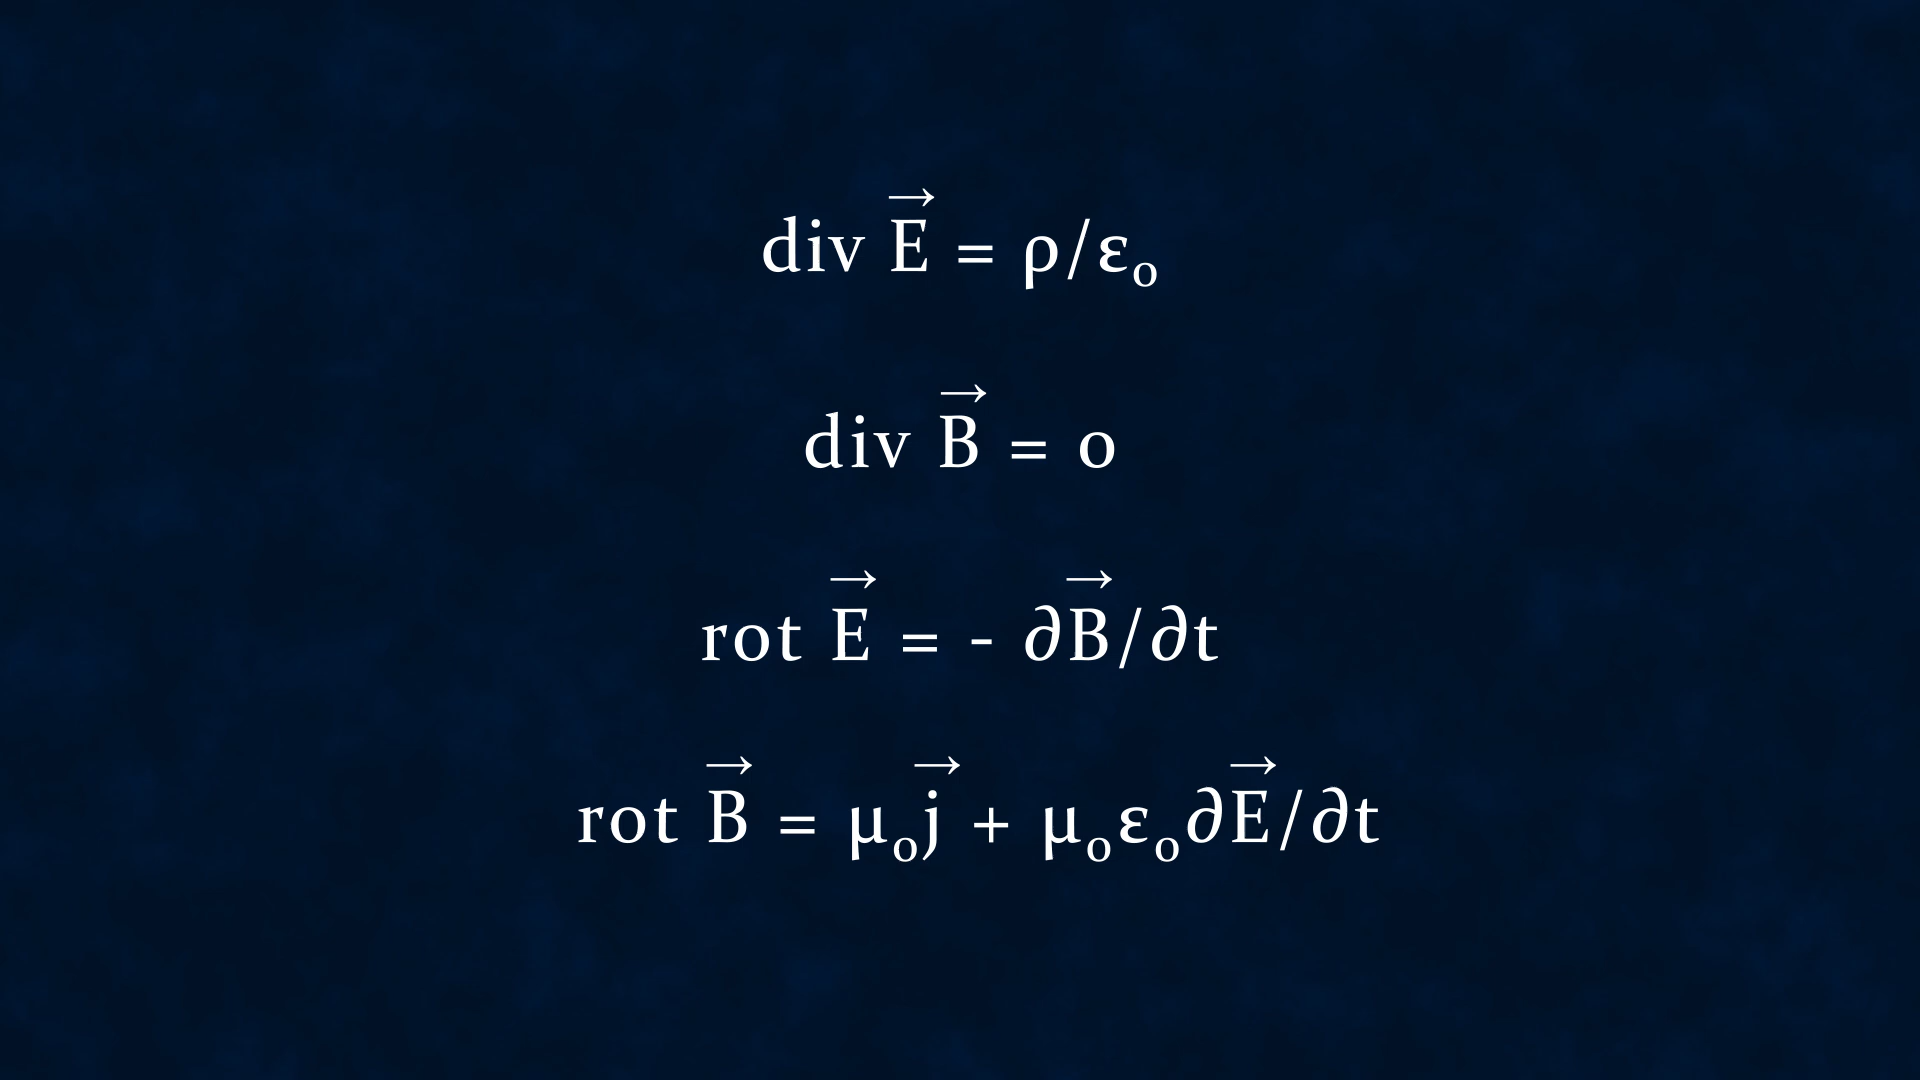 div E⃗ = ρ/ε₀
div B⃗ = 0
rot E⃗ = - ∂B⃗/∂t
rot B⃗ = μ₀j⃗ + μ₀ε₀∂E⃗/∂t